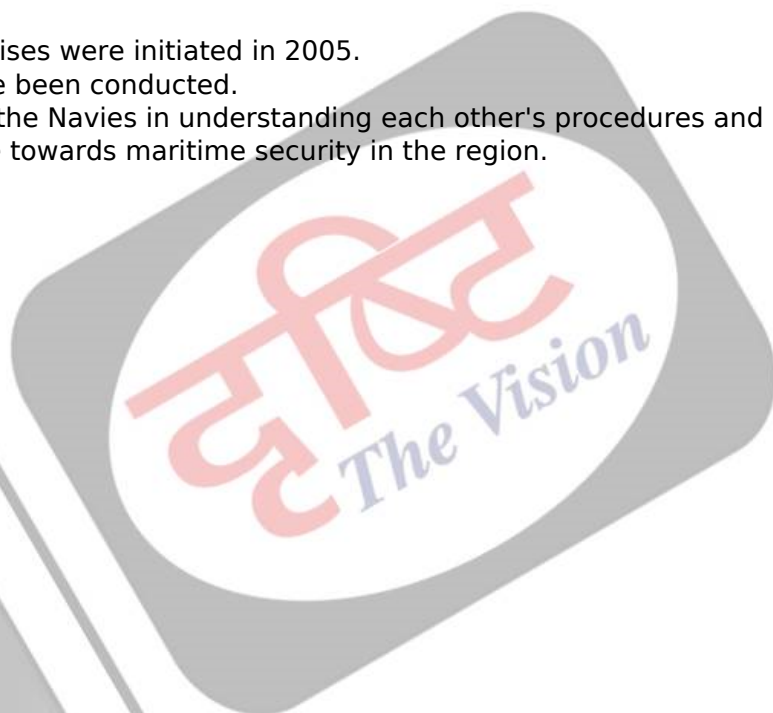 ises were initiated in 2005.
e been conducted.
the Navies in understanding each other's procedures and
towards maritime security in the region.
दृष्टि
The Vision